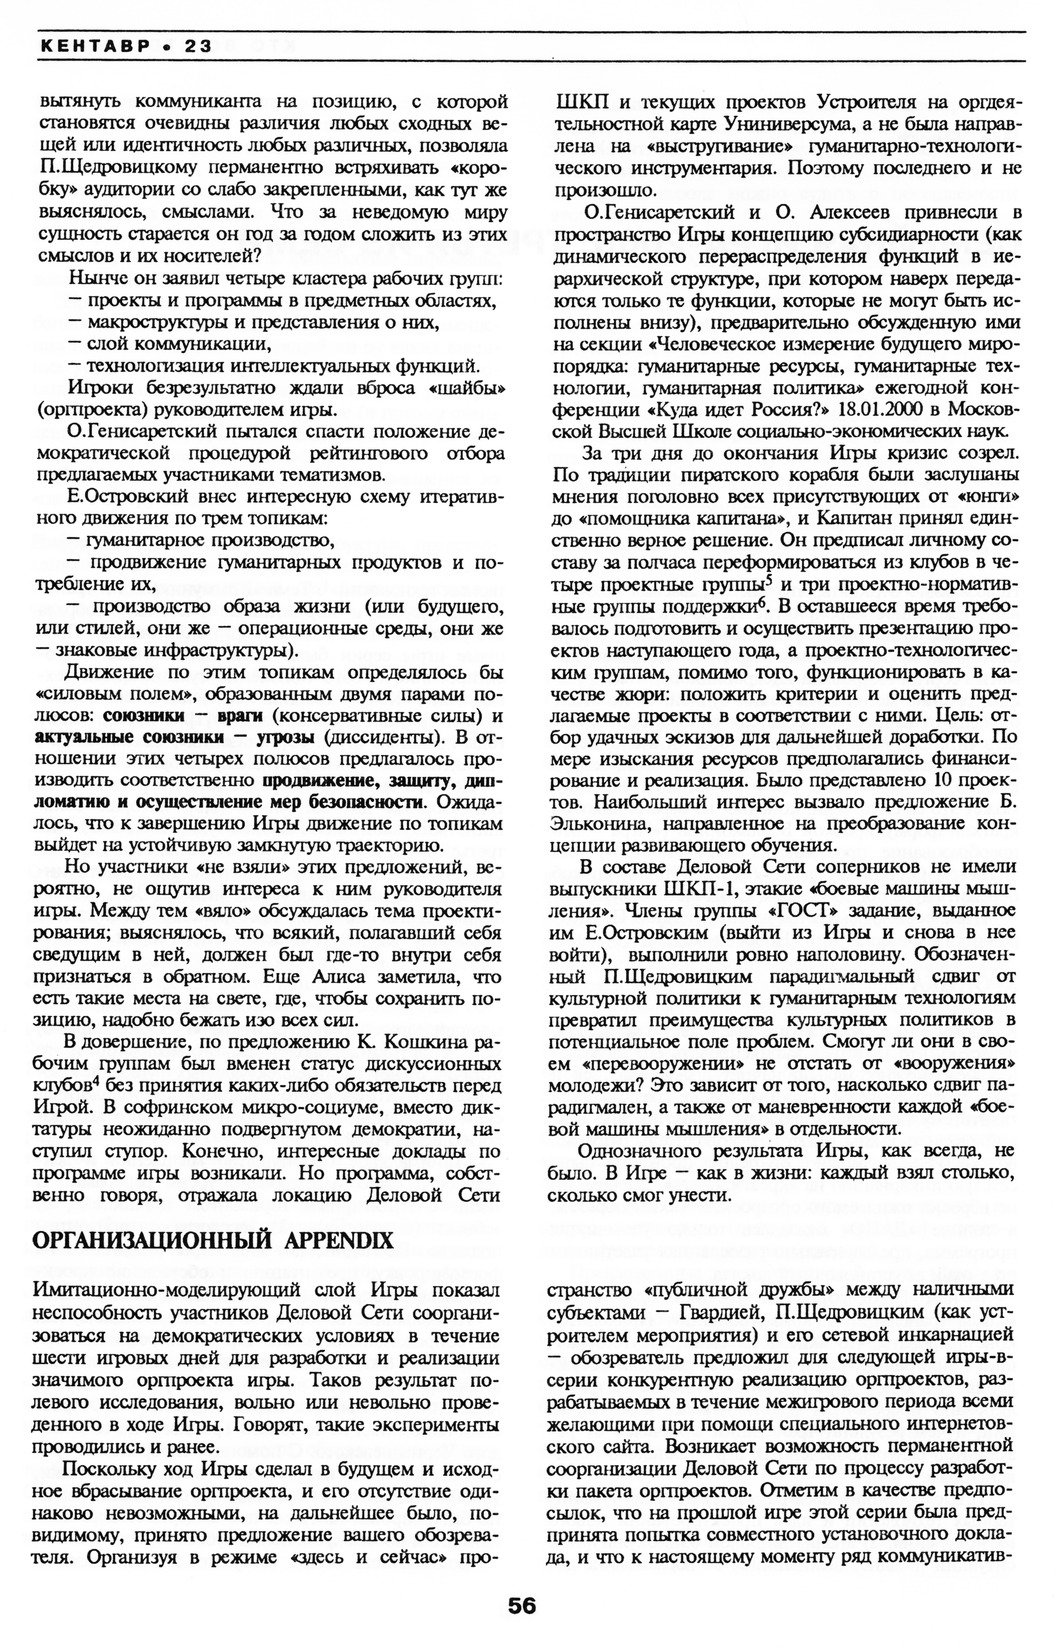 КЕНТАВР • 23
вытянуть коммуниканта на позицию, с которой
становятся очевидны различия любых сходных ве-
щей или идентичность любых различных, позволяла
П.Щедровицкому перманентно встряхивать «коро-
бку» аудитории со слабо закрепленными, как тут же
выяснялось, смыслами. Что за неведомую миру
сущность старается он год за годом сложить из этих
смыслов и их носителей?
Нынче он заявил четыре кластера рабочих групп:
— проекты и программы в предметных областях,
— макроструктуры и представления о них,
— слой коммуникации,
— технологизация интеллектуальных функций.
Игроки безрезультатно ждали вброса «шайбы»
(оргпроекта) руководителем игры.
О.Генисаретский пытался спасти положение де-
мократической процедурой рейтингового отбора
предлагаемых участниками тематизмов.
Е.Островский внес интересную схему итератив-
ного движения по трем топикам:
— гуманитарное производство,
— продвижение гуманитарных продуктов и по-
требление их,
— производство образа жизни (или будущего,
или стилей, они же — операционные среды, они же
— знаковые инфраструктуры).
Движение по этим топикам определялось бы
«силовым полем», образованным двумя парами по-
люсов: союзники — враги (консервативные силы) и
актуальные союзники — угрозы (диссиденты). В от-
ношении этих четырех полюсов предлагалось про-
изводить соответственно продвижение, защиту, дип-
ломатию и осуществление мер безопасности. Ожида-
лось, что к завершению Игры движение по топикам
выйдет на устойчивую замкнутую траекторию.
Но участники «не взяли» этих предложений, ве-
роятно, не ощутив интереса к ним руководителя
игры. Между тем «вяло» обсуждалась тема проекти-
рования; выяснялось, что всякий, полагавший себя
сведущим в ней, должен был где-то внутри себя
признаться в обратном. Еще Алиса заметила, что
есть такие места на свете, где, чтобы сохранить по-
зицию, надобно бежать изо всех сил.
В довершение, по предложению К. Кошкина ра-
бочим группам был вменен статус дискуссионных
клубов⁴ без принятия каких-либо обязательств перед
Игрой. В софринском микро-социуме, вместо дик-
татуры неожиданно подвергнутом демократии, на-
ступил ступор. Конечно, интересные доклады по
программе игры возникали. Но программа, собст-
венно говоря, отражала локацию Деловой Сети
ШКП и текущих проектов Устроителя на оргдея-
тельностной карте Униниверсума, а не была направ-
лена на «выстругивание» гуманитарно-технологи-
ческого инструментария. Поэтому последнего и не
произошло.
О.Генисаретский и О. Алексеев привнесли в
пространство Игры концепцию субсидиарности (как
динамического перераспределения функций в ие-
рархической структуре, при котором наверх переда-
ются только те функции, которые не могут быть ис-
полнены внизу), предварительно обсужденную ими
на секции «Человеческое измерение будущего миро-
порядка: гуманитарные ресурсы, гуманитарные тех-
нологии, гуманитарная политика» ежегодной кон-
ференции «Куда идет Россия?» 18.01.2000 в Москов-
ской Высшей Школе социально-экономических наук.
За три дня до окончания Игры кризис созрел.
По традиции пиратского корабля были заслушаны
мнения поголовно всех присутствующих от «юнги»
до «помощника капитана», и Капитан принял един-
ственно верное решение. Он предписал личному со-
ставу за полчаса переформироваться из клубов в че-
тыре проектные группы⁵ и три проектно-норматив-
ные группы поддержки⁶. В оставшееся время требо-
валось подготовить и осуществить презентацию про-
ектов наступающего года, а проектно-технологичес-
ким группам, помимо того, функционировать в ка-
честве жюри: положить критерии и оценить пред-
лагаемые проекты в соответствии с ними. Цель: от-
бор удачных эскизов для дальнейшей доработки. По
мере изыскания ресурсов предполагались финанси-
рование и реализация. Было представлено 10 проек-
тов. Наибольший интерес вызвало предложение Б.
Эльконина, направленное на преобразование кон-
цепции развивающего обучения.
В составе Деловой Сети соперников не имели
выпускники ШКП-1, этакие «боевые машины мыш-
ления». Члены группы «ГОСТ» задание, выданное
им Е.Островским (выйти из Игры и снова в нее
войти), выполнили ровно наполовину. Обозначен-
ный П.Щедровицким парадигмальный сдвиг от
культурной политики к гуманитарным технологиям
превратил преимущества культурных политиков в
потенциальное поле проблем. Смогут ли они в сво-
ем «перевооружении» не отстать от «вооружения»
молодежи? Это зависит от того, насколько сдвиг па-
радигмален, а также от маневренности каждой «бое-
вой машины мышления» в отдельности.
Однозначного результата Игры, как всегда, не
было. В Игре — как в жизни: каждый взял столько,
сколько смог унести.
ОРГАНИЗАЦИОННЫЙ APPENDIX
Имитационно-моделирующий слой Игры показал
неспособность участников Деловой Сети сооргани-
зоваться на демократических условиях в течение
шести игровых дней для разработки и реализации
значимого оргпроекта игры. Таков результат по-
левого исследования, вольно или невольно прове-
денного в ходе Игры. Говорят, такие эксперименты
проводились и ранее.
Поскольку ход Игры сделал в будущем и исход-
ное вбрасывание оргпроекта, и его отсутствие оди-
наково невозможными, на дальнейшее было, по-
видимому, принято предложение вашего обозрева-
теля. Организуя в режиме «здесь и сейчас» про-
странство «публичной дружбы» между наличными
субъектами — Гвардией, П.Щедровицким (как уст-
роителем мероприятия) и его сетевой инкарнацией
— обозреватель предложил для следующей игры-в-
серии конкурентную реализацию оргпроектов, раз-
рабатываемых в течение межигрового периода всеми
желающими при помощи специального интернетов-
ского сайта. Возникает возможность перманентной
соорганизации Деловой Сети по процессу разработ-
ки пакета оргпроектов. Отметим в качестве предпо-
сылок, что на прошлой игре этой серии была пред-
принята попытка совместного установочного докла-
да, и что к настоящему моменту ряд коммуникатив-
56